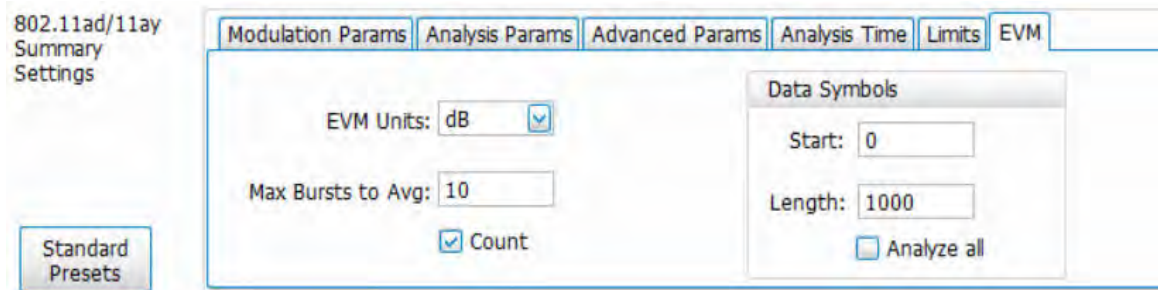 802.11ad/11ay
Summary
Settings
Modulation Params Analysis Params Advanced Params Analysis Time Limits EVM
EVM Units: dB
Max Bursts to Avg: 10
Count
Data Symbols
Start: 0
Length: 1000
Analyze all
Standard
Presets